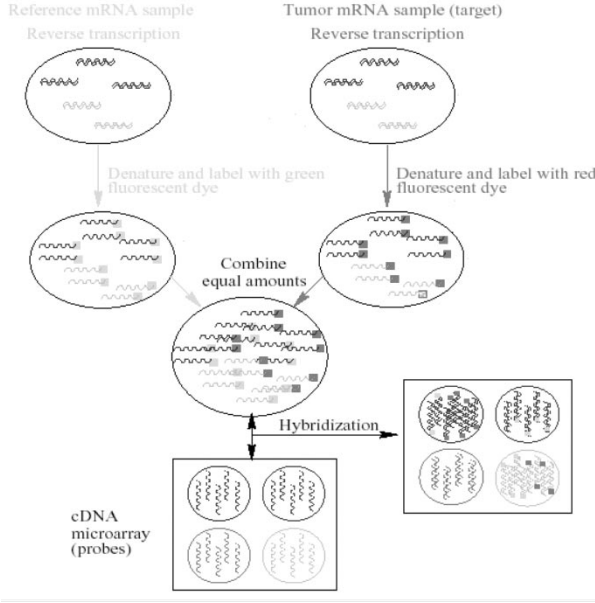 Reference mRNA sample
Reverse transcription
Tumor mRNA sample (target)
Reverse transcription
Denature and label with green
fluorescent dye
Denature and label with red
fluorescent dye
Combine
equal amounts
Hybridization
cDNA
microarray
(probes)